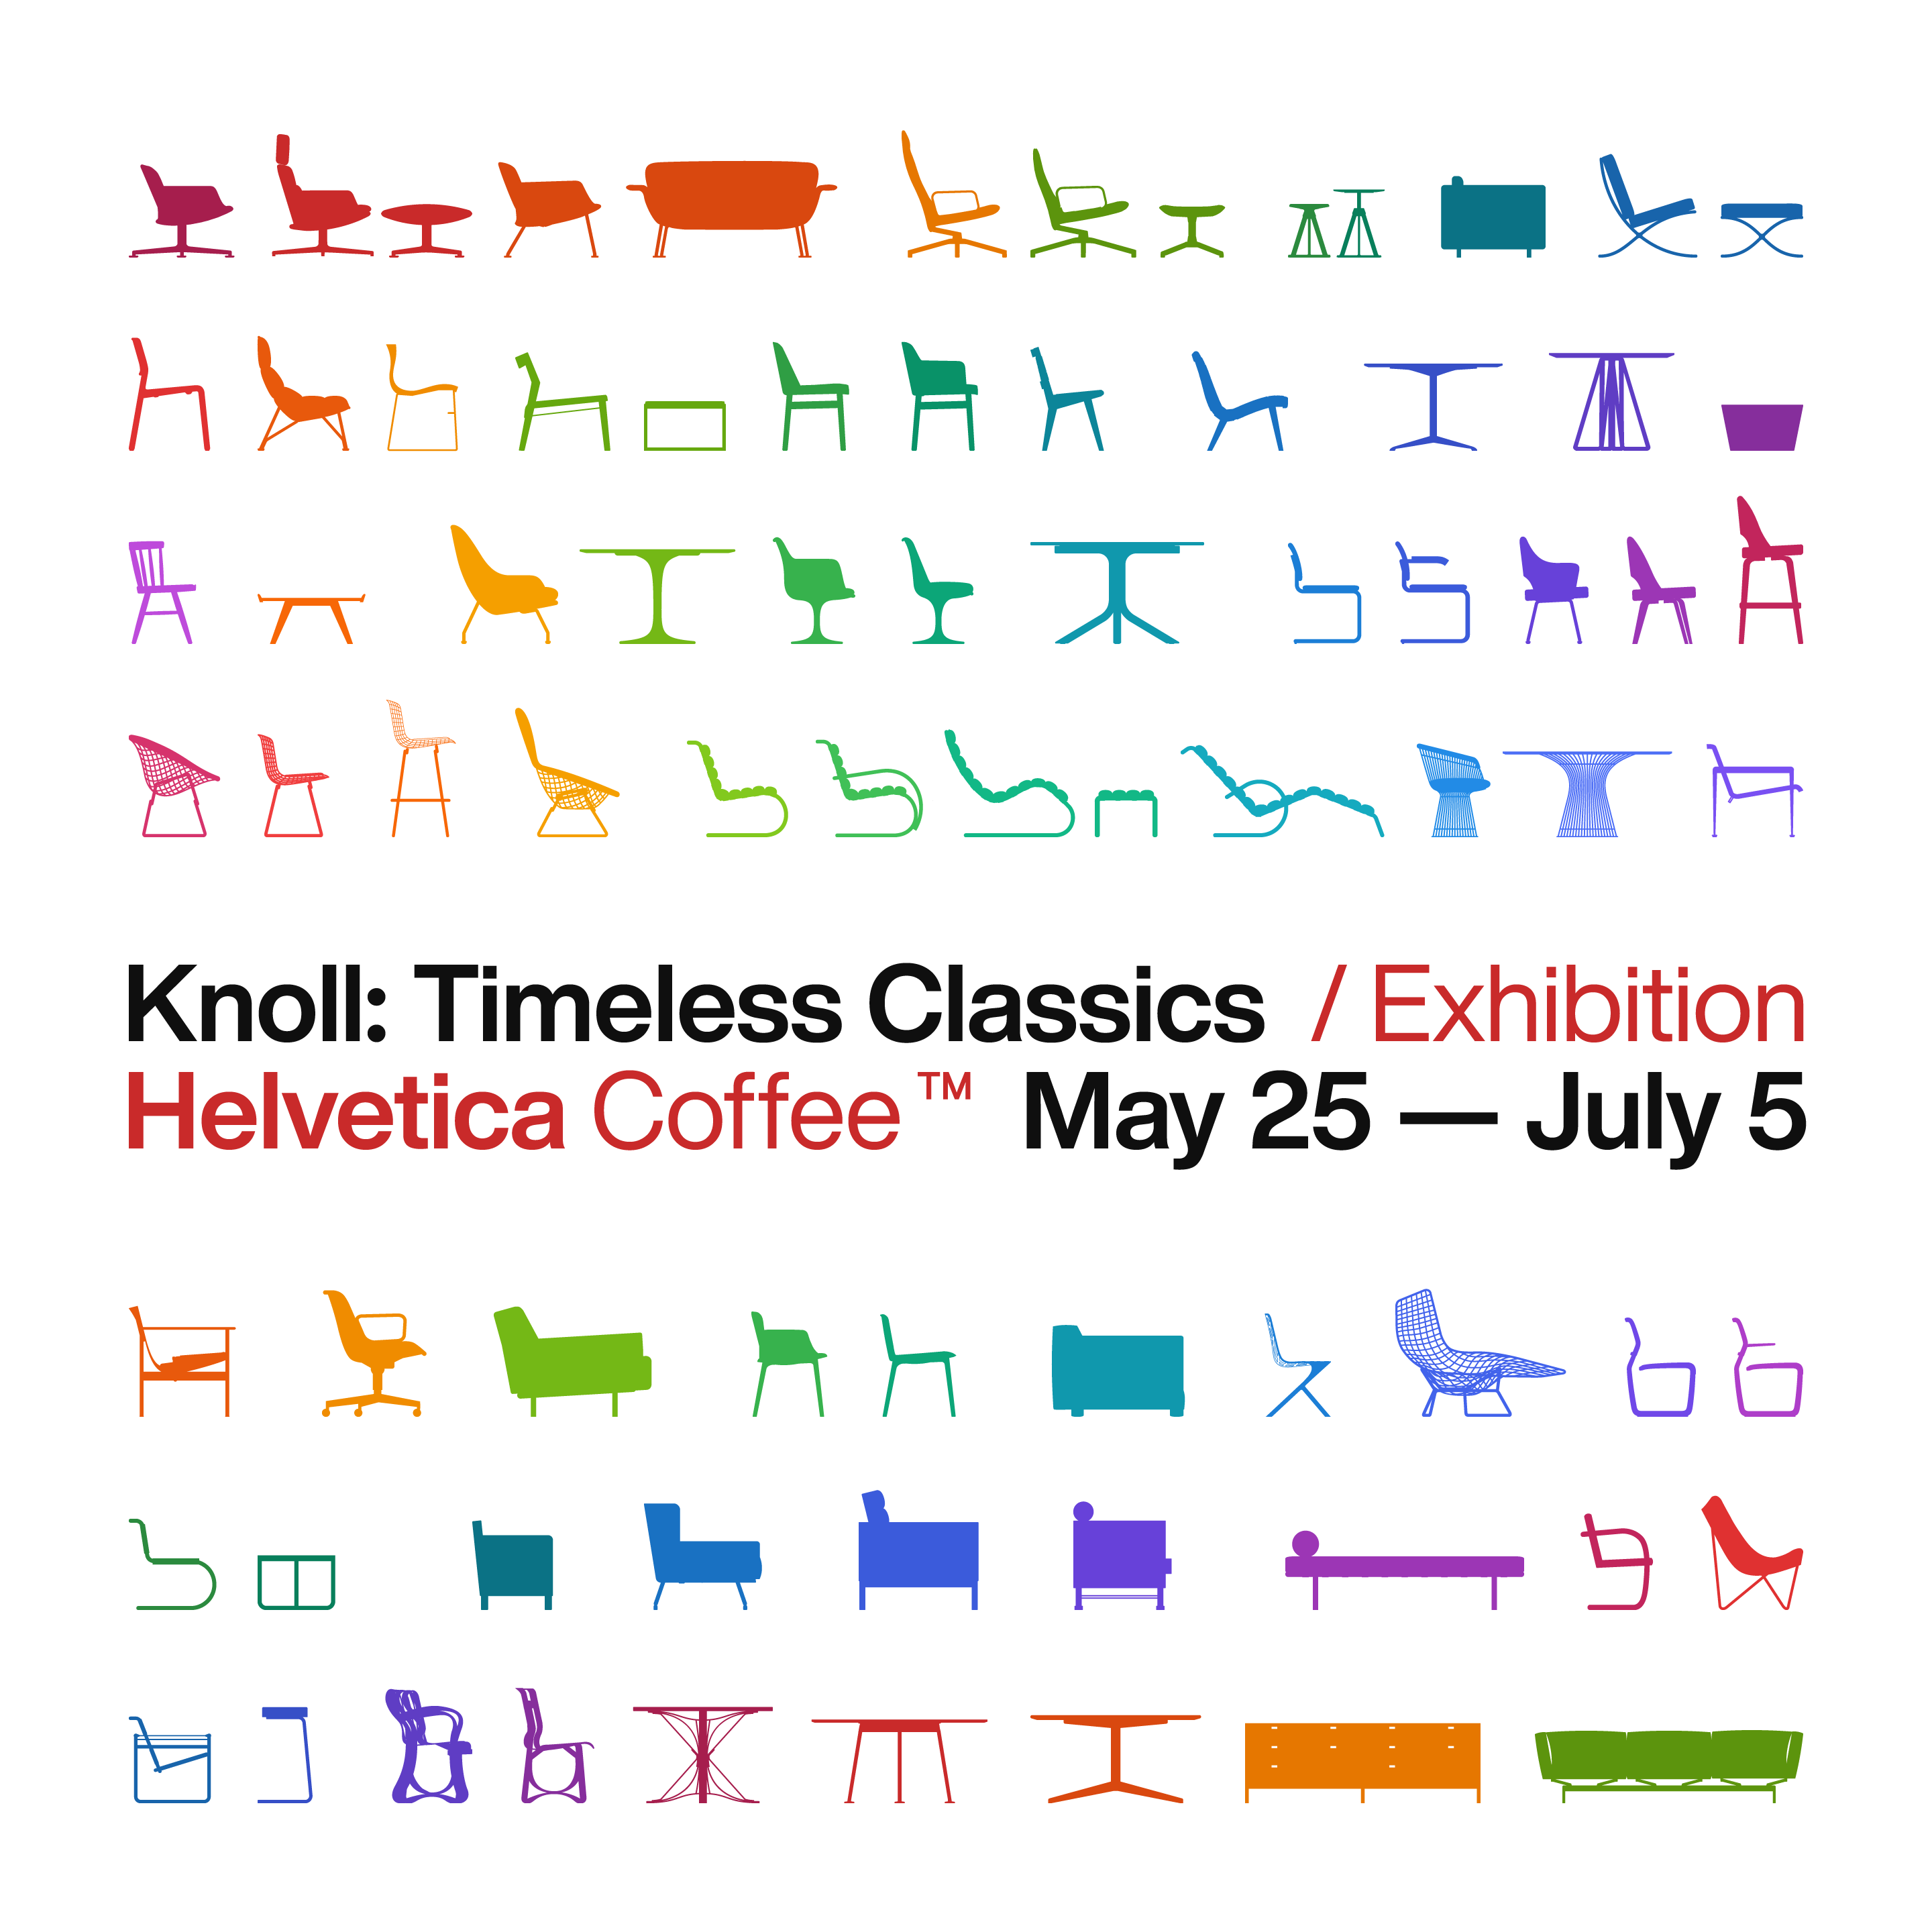 Knoll: Timeless Classics / Exhibition
Helvetica Coffee™ May 25 — July 5